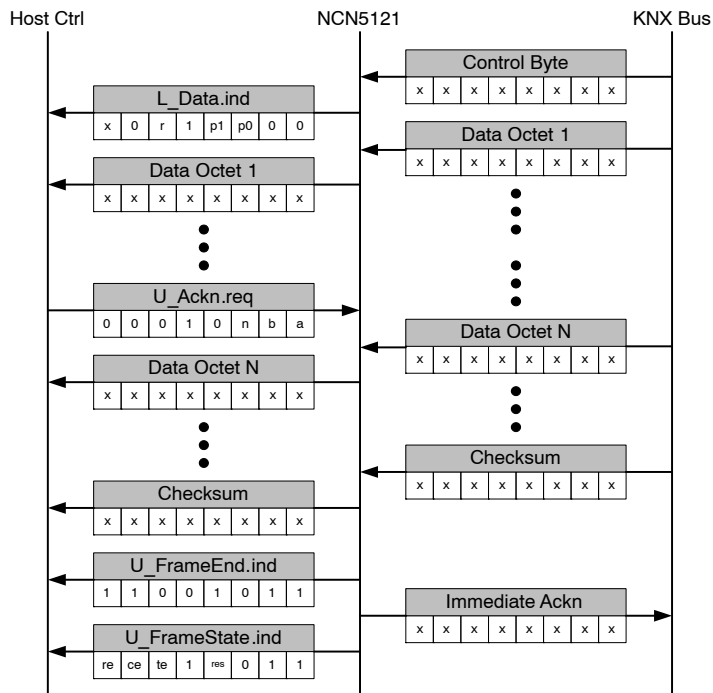 Host Ctrl NCN5121 KNX Bus
Control Byte
x x x x x x x x
L_Data.ind
x 0 r 1 p1 p0 0 0
Data Octet 1
x x x x x x x x
Data Octet 1
x x x x x x x x
U_Ackn.req
0 0 0 1 0 n b a
Data Octet N
x x x x x x x x
Data Octet N
x x x x x x x x
Checksum
x x x x x x x x
Checksum
x x x x x x x x
U_FrameEnd.ind
1 1 0 0 1 0 1 1
Immediate Ackn
x x x x x x x x
U_FrameState.ind
re ce te 1 res 0 1 1